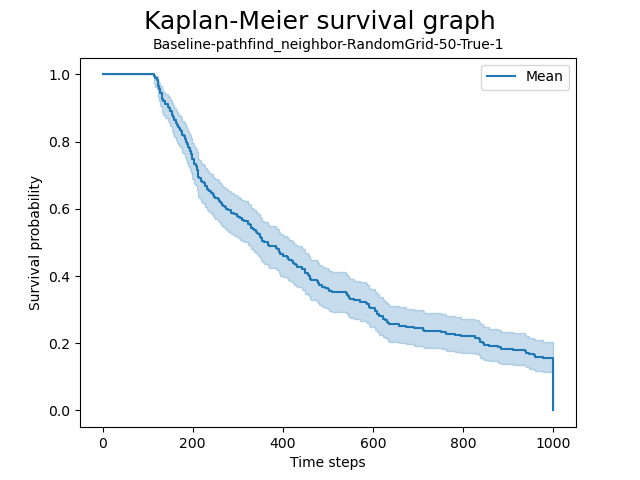 Kaplan-Meier survival graph
Baseline-pathfind_neighbor-RandomGrid-50-True-1
Mean
Survival probability
1.0
0.8
0.6
0.4
0.2
0.0
0 200 400 600 800 1000
Time steps